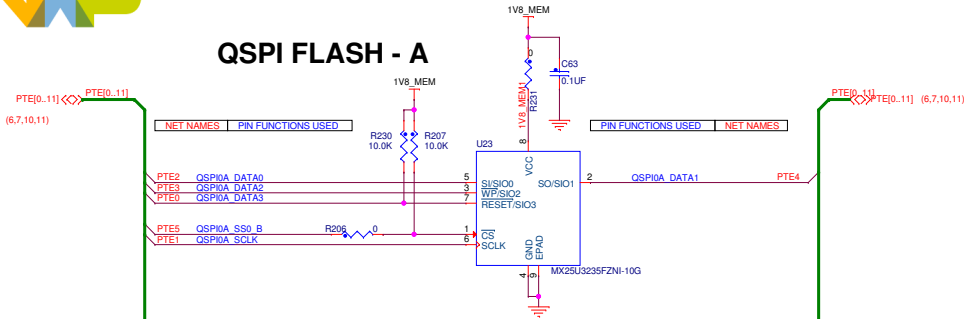 1V8_MEM
QSPI FLASH - A
0
C63
0.1UF
R231
1V8_MEM1
1V8_MEM
PTE[0..11] PTE[0..11]
(6,7,10,11)
PTE[0..11] PTE[0..11] (6,7,10,11)
NET NAMES PIN FUNCTIONS USED
PIN FUNCTIONS USED NET NAMES
R230
10.0K
R207
10.0K
U23
8
VCC
PTE2 QSPI0A_DATA0 5 SI/SIO0
PTE3 QSPI0A_DATA2 3 WP/SIO2
PTE0 QSPI0A_DATA3 7 RESET/SIO3
SO/SIO1 2 QSPI0A_DATA1 PTE4
PTE5 QSPI0A_SS0_B R206 0 1 CS
PTE1 QSPI0A_SCLK 6 SCLK
GND
EPAD
4
9
MX25U3235FZNI-10G